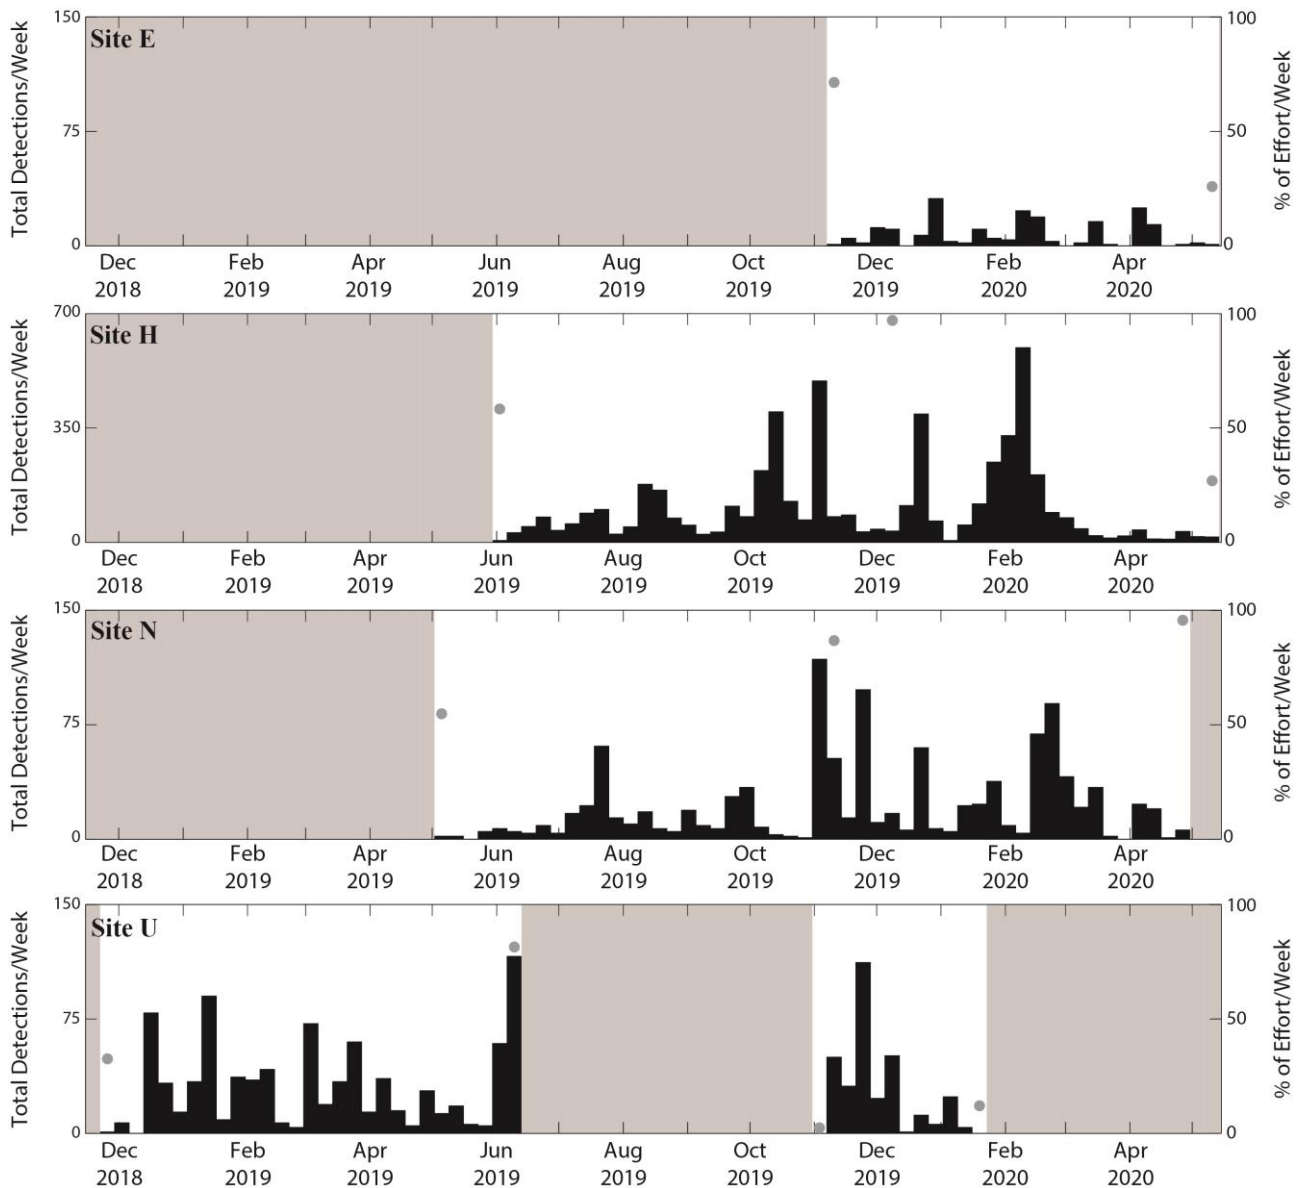 Total Detections/Week
150
75
0
Site E
100
50
0
% of Effort/Week
Dec Feb Apr Jun Aug Oct Dec Feb Apr
2018 2019 2019 2019 2019 2019 2019 2020 2020
Total Detections/Week
700
350
0
Site H
100
50
0
% of Effort/Week
Dec Feb Apr Jun Aug Oct Dec Feb Apr
2018 2019 2019 2019 2019 2019 2019 2020 2020
Total Detections/Week
150
75
0
Site N
100
50
0
% of Effort/Week
Dec Feb Apr Jun Aug Oct Dec Feb Apr
2018 2019 2019 2019 2019 2019 2019 2020 2020
Total Detections/Week
150
75
0
Site U
100
50
0
% of Effort/Week
Dec Feb Apr Jun Aug Oct Dec Feb Apr
2018 2019 2019 2019 2019 2019 2019 2020 2020